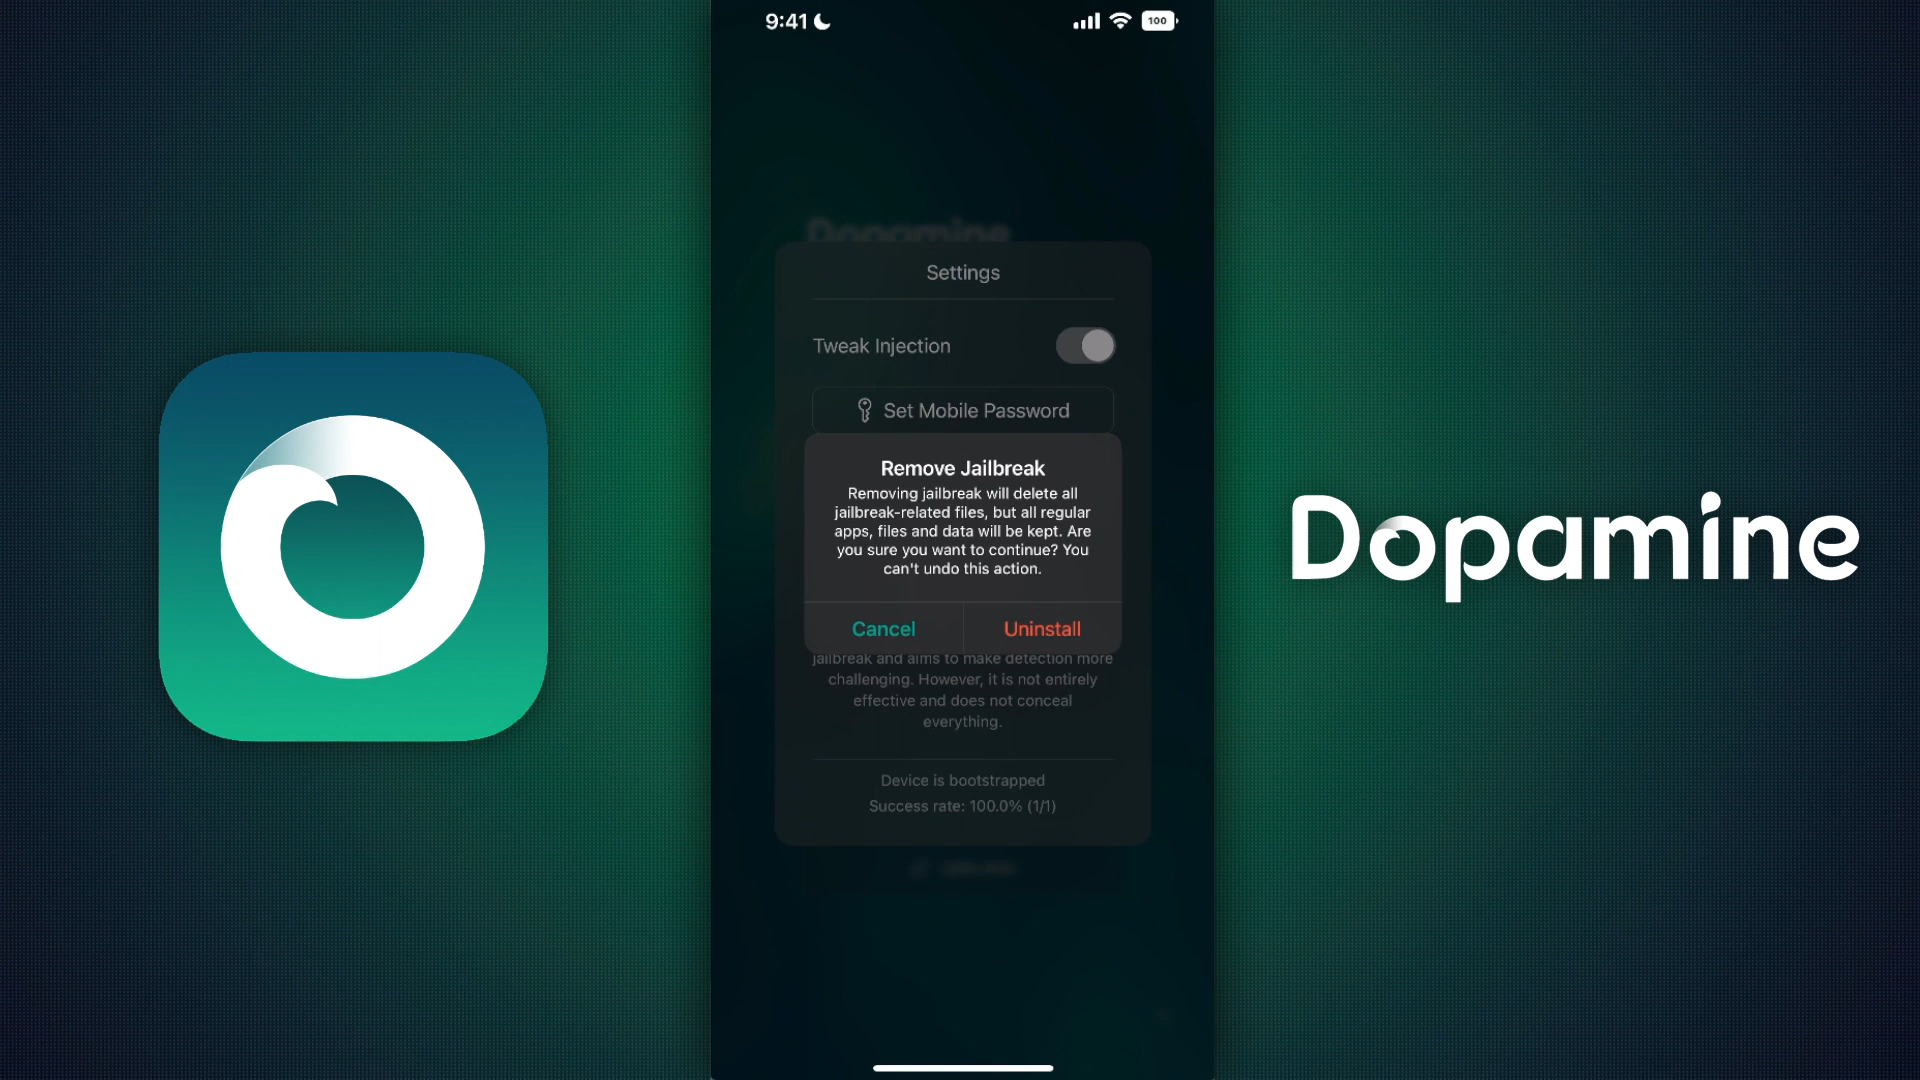 9:41
100
Dopamine
Settings
Tweak Injection
Set Mobile Password
Remove Jailbreak
Removing jailbreak will delete all
jailbreak-related files, but all regular
apps, files and data will be kept. Are
you sure you want to continue? You
can't undo this action.
Cancel
Uninstall
jailbreak and aims to make detection more
challenging. However, it is not entirely
effective and does not conceal
everything.
Device is bootstrapped
Success rate: 100.0% (1/1)
Dopamine